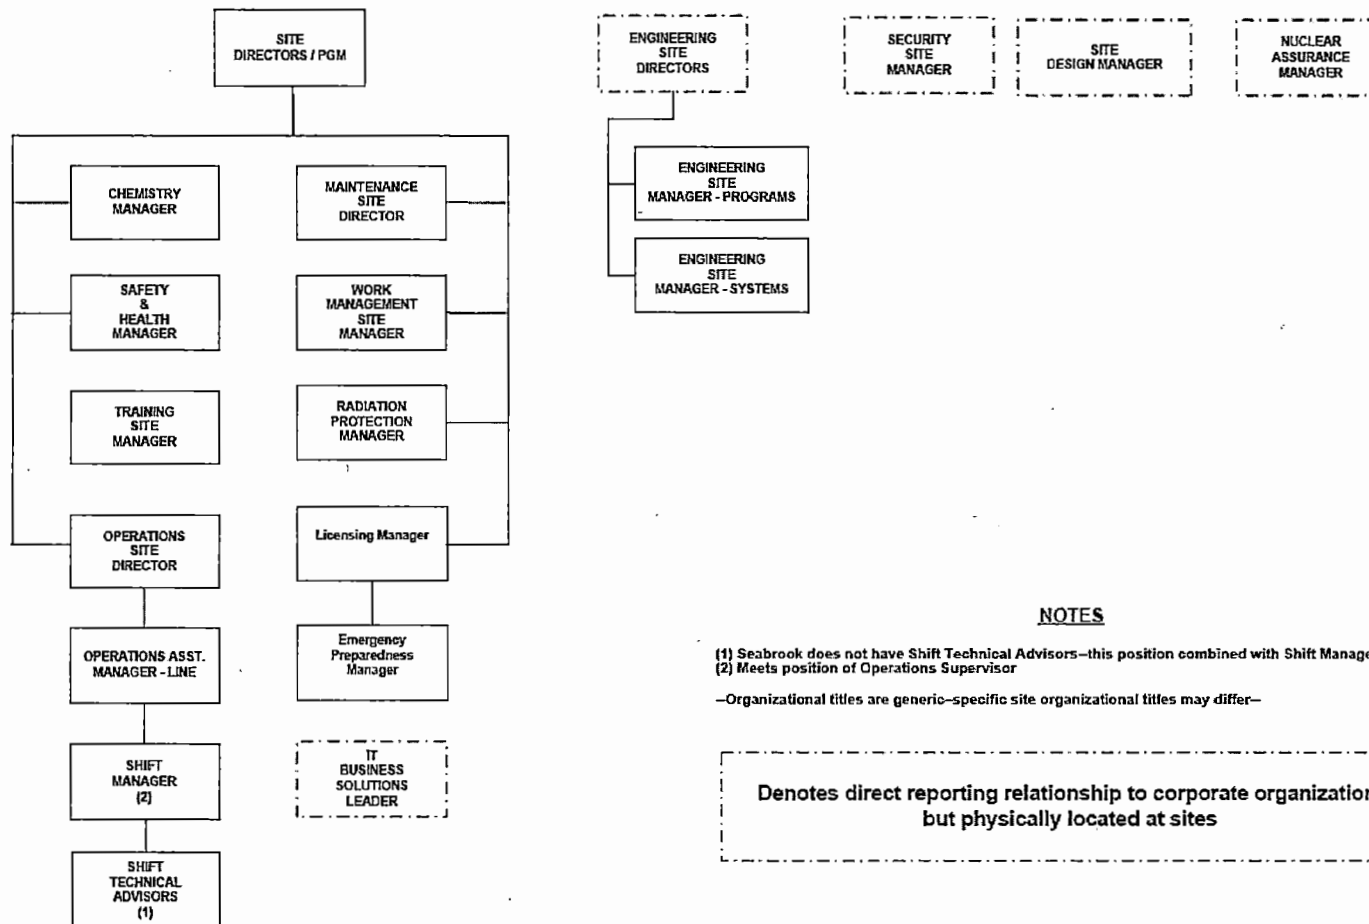 SITE
DIRECTORS / PGM
ENGINEERING
SITE
DIRECTORS
SECURITY
SITE
MANAGER
SITE
DESIGN MANAGER
NUCLEAR
ASSURANCE
MANAGER
CHEMISTRY
MANAGER
MAINTENANCE
SITE
DIRECTOR
ENGINEERING
SITE
MANAGER - PROGRAMS
SAFETY
&
HEALTH
MANAGER
WORK
MANAGEMENT
SITE
MANAGER
ENGINEERING
SITE
MANAGER - SYSTEMS
TRAINING
SITE
MANAGER
RADIATION
PROTECTION
MANAGER
OPERATIONS
SITE
DIRECTOR
Licensing Manager
OPERATIONS ASST.
MANAGER - LINE
Emergency
Preparedness
Manager
SHIFT
MANAGER
(2)
IT
BUSINESS
SOLUTIONS
LEADER
SHIFT
TECHNICAL
ADVISORS
(1)
NOTES
(1) Seabrook does not have Shift Technical Advisors–this position combined with Shift Manage
(2) Meets position of Operations Supervisor
–Organizational titles are generic–specific site organizational titles may differ–
Denotes direct reporting relationship to corporate organization
but physically located at sites